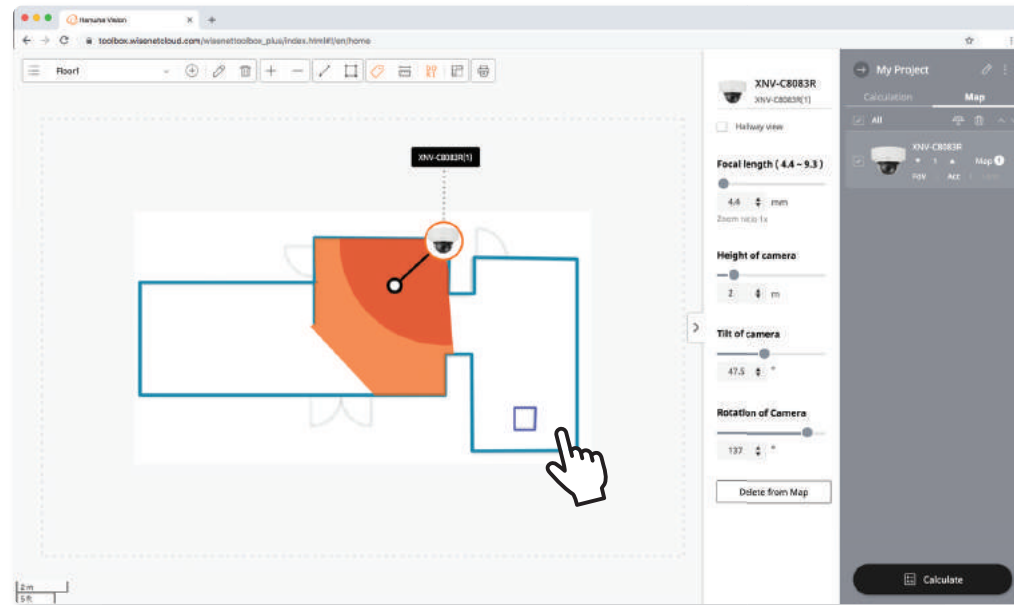 Hanwha Vision
toolbox.wisenetcloud.com/wisenettoolbox_plus/index.html#!/en/home
Floor1
XNV-C8083R[1]
XNV-C8083R
XNV-C8083R[1]
Hallway view
Focal length ( 4.4 ~ 9.3 )
4.4 mm
Zoom ratio 1x
Height of camera
2 m
Tilt of camera
47.5 °
Rotation of Camera
137 °
Delete from Map
My Project
Calculation Map
All
XNV-C8083R
1 Map 1
FoV Acc
Calculate
2 m
5 ft